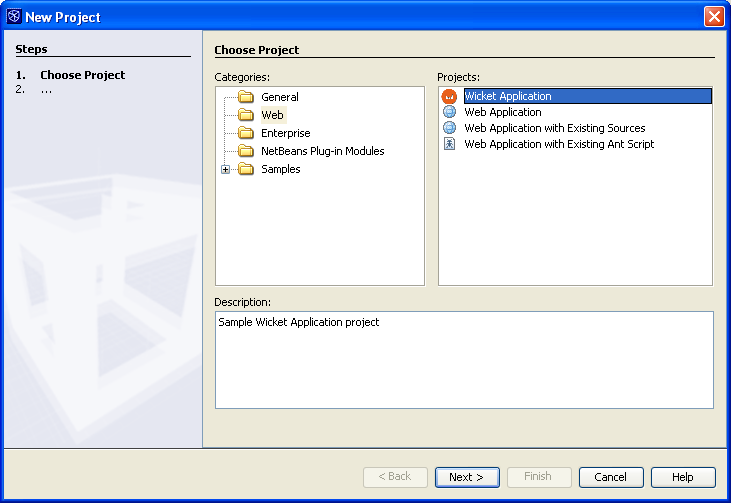 New Project
Steps
1. Choose Project
2. ...
Choose Project
Categories:
General
Web
Enterprise
NetBeans Plug-in Modules
Samples
Projects:
Wicket Application
Web Application
Web Application with Existing Sources
Web Application with Existing Ant Script
Description:
Sample Wicket Application project
< Back
Next >
Finish
Cancel
Help